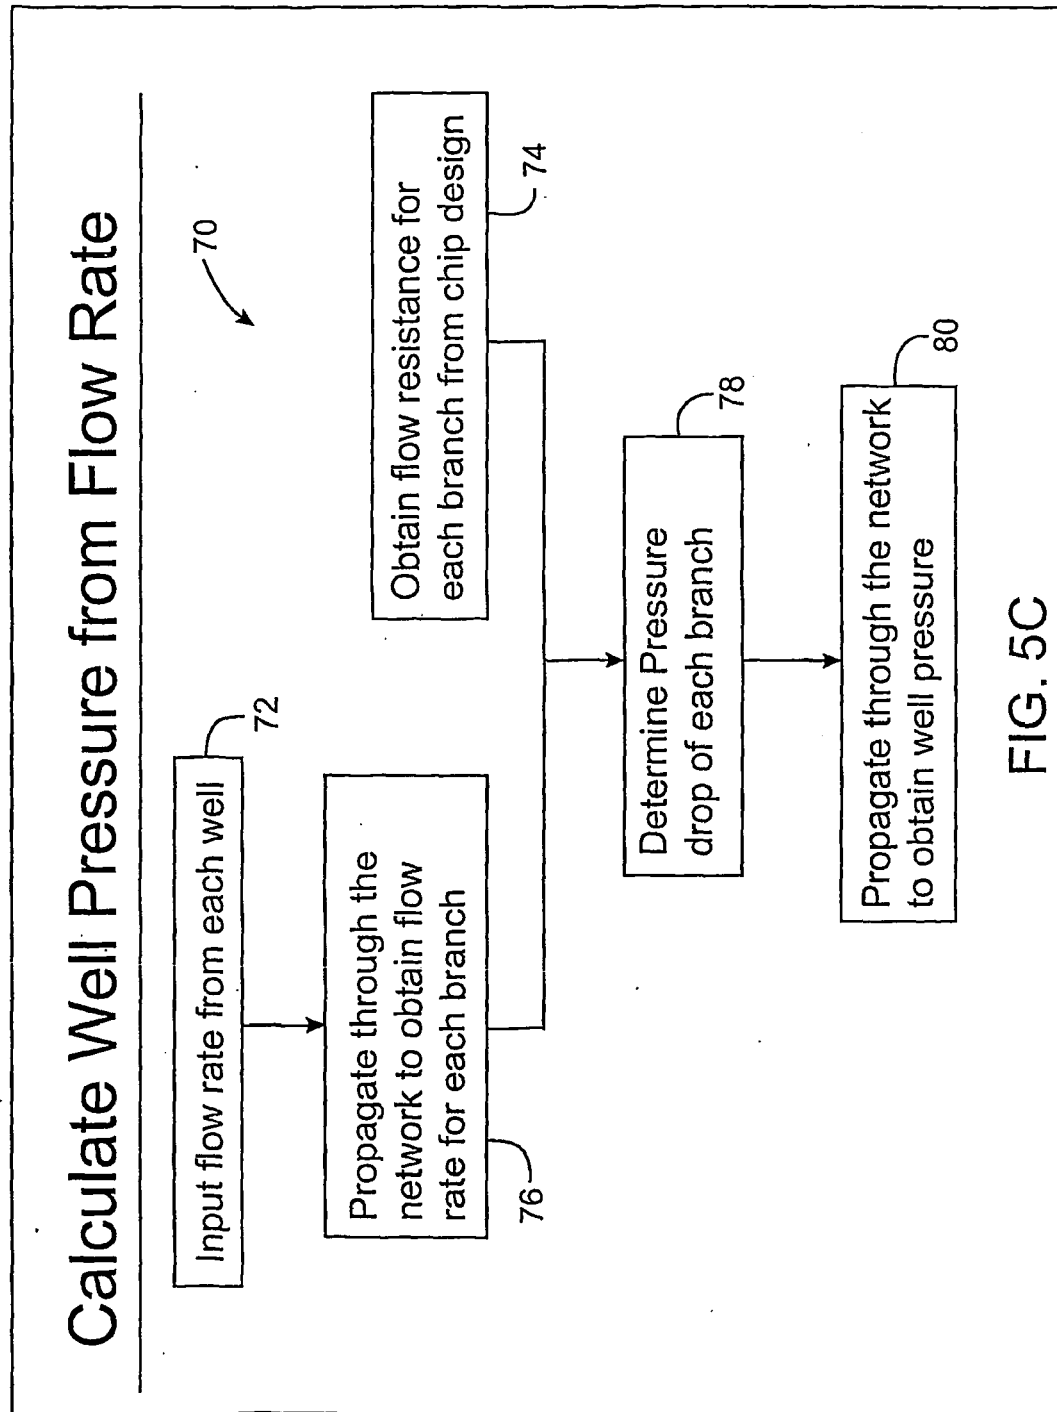 Calculate Well Pressure from Flow Rate
70
Input flow rate from each well
72
Propagate through the
network to obtain flow
rate for each branch
76
Obtain flow resistance for
each branch from chip design
74
Determine Pressure
drop of each branch
78
Propagate through the network
to obtain well pressure
80
FIG. 5C